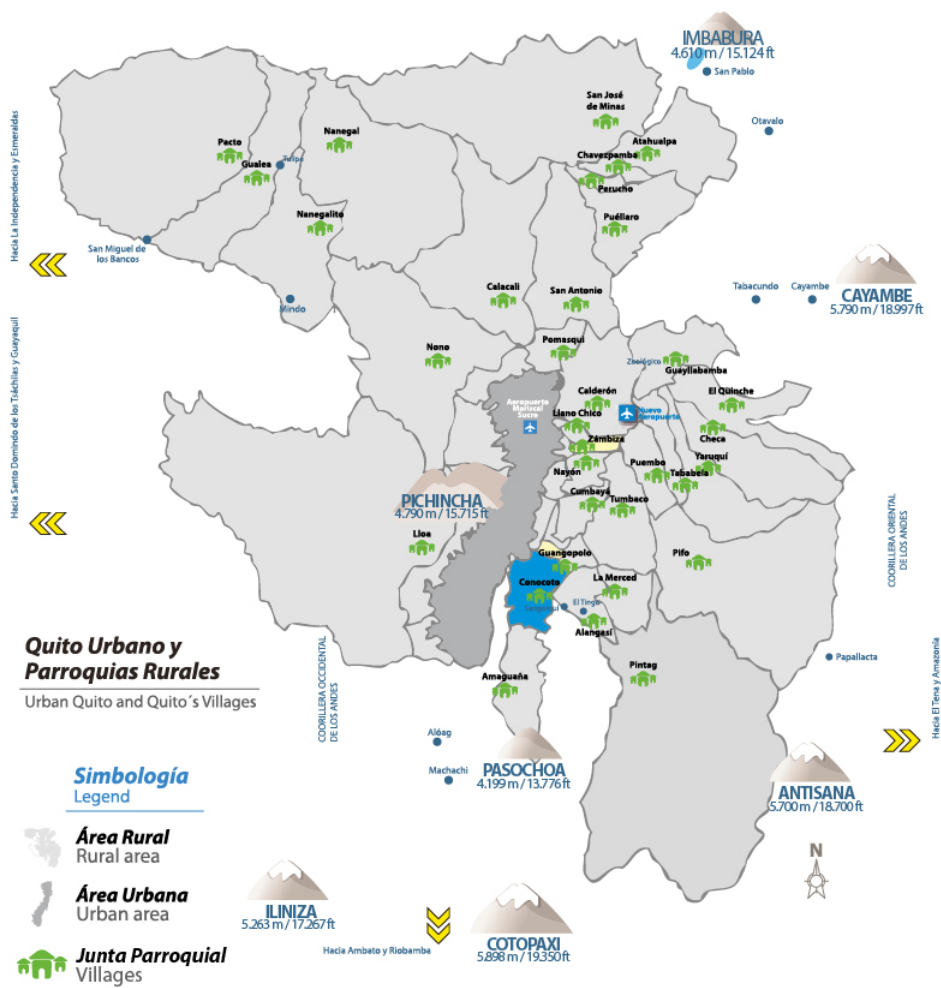 IMBABURA
4.610 m / 15.124 ft
San Pablo
Otavalo
San José
de Minas
Atahualpa
Chavezpamba
Perucho
Puéllaro
Pacto
Gualea
Tulipe
Nanegal
Nanegalito
San Miguel de
los Bancos
Mindo
Hacia La Independencia y Esmeraldas
Calacali
San Antonio
Tabacundo
Cayambe
CAYAMBE
5.790 m / 18.997 ft
Nono
Pomasqui
Zoológico
Guayllabamba
El Quinche
Calderón
Aeropuerto
Mariscal
Sucre
Llano Chico
Nuevo
Aeropuerto
Zámbiza
Checa
Nayón
Puembo
Yaruquí
Tababela
Hacia Santo Domindo de los Tsáchilas y Guayaquil
PICHINCHA
4.790 m / 15.715 ft
Cumbayá
Tumbaco
Lloa
Guangopolo
Pifo
COORILLERA ORIENTAL
DE LOS ANDES
Conocoto
La Merced
Sangolquí
El Tingo
Alangasí
Quito Urbano y
Parroquias Rurales
Urban Quito and Quito´s Villages
COORILLERA OCCIDENTAL
DE LOS ANDES
Amaguaña
Pintag
Papallacta
Hacia El Tena y Amazonía
Alóag
Machachi
PASOCHOA
4.199 m / 13.776 ft
ANTISANA
5.700 m / 18.700 ft
Simbología
Legend
Área Rural
Rural area
Área Urbana
Urban area
Junta Parroquial
Villages
N
ILINIZA
5.263 m / 17.267 ft
Hacia Ambato y Riobamba
COTOPAXI
5.898 m / 19.350 ft